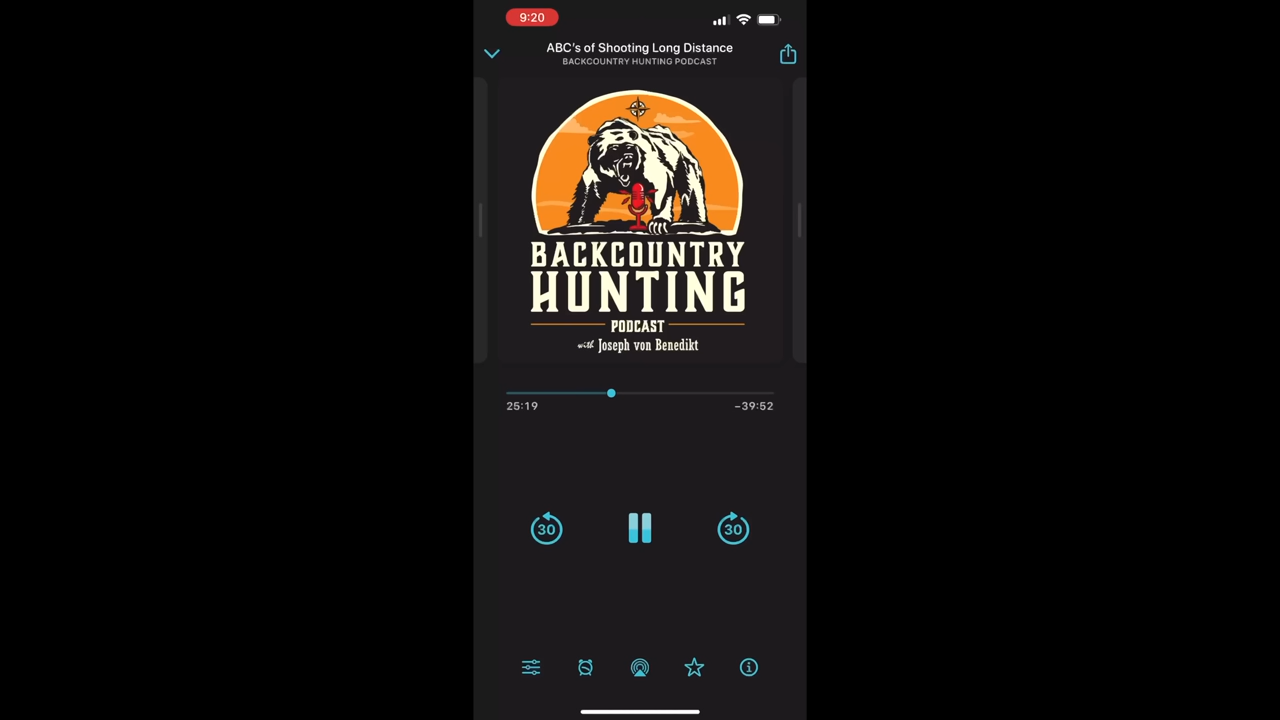 9:20
ABC's of Shooting Long Distance
BACKCOUNTRY HUNTING PODCAST
BACKCOUNTRY
HUNTING
PODCAST
with Joseph von Benedikt
25:19
-39:52
30
30